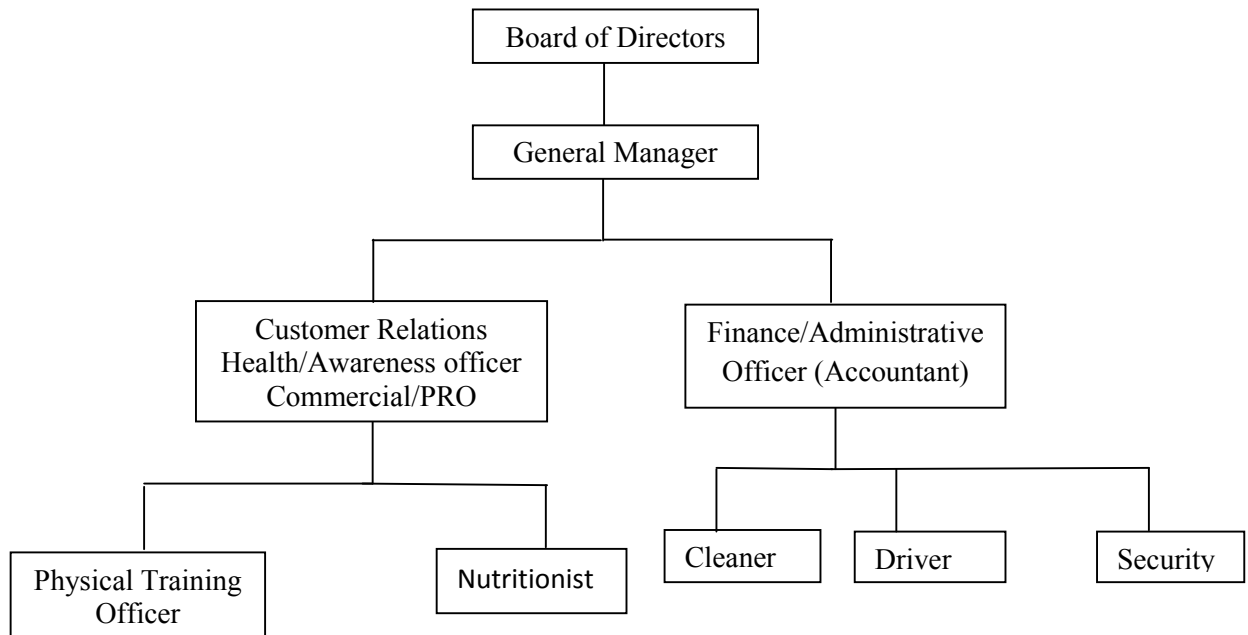 Board of Directors
General Manager
Customer Relations
Health/Awareness officer
Commercial/PRO
Finance/Administrative
Officer (Accountant)
Physical Training
Officer
Nutritionist
Cleaner
Driver
Security